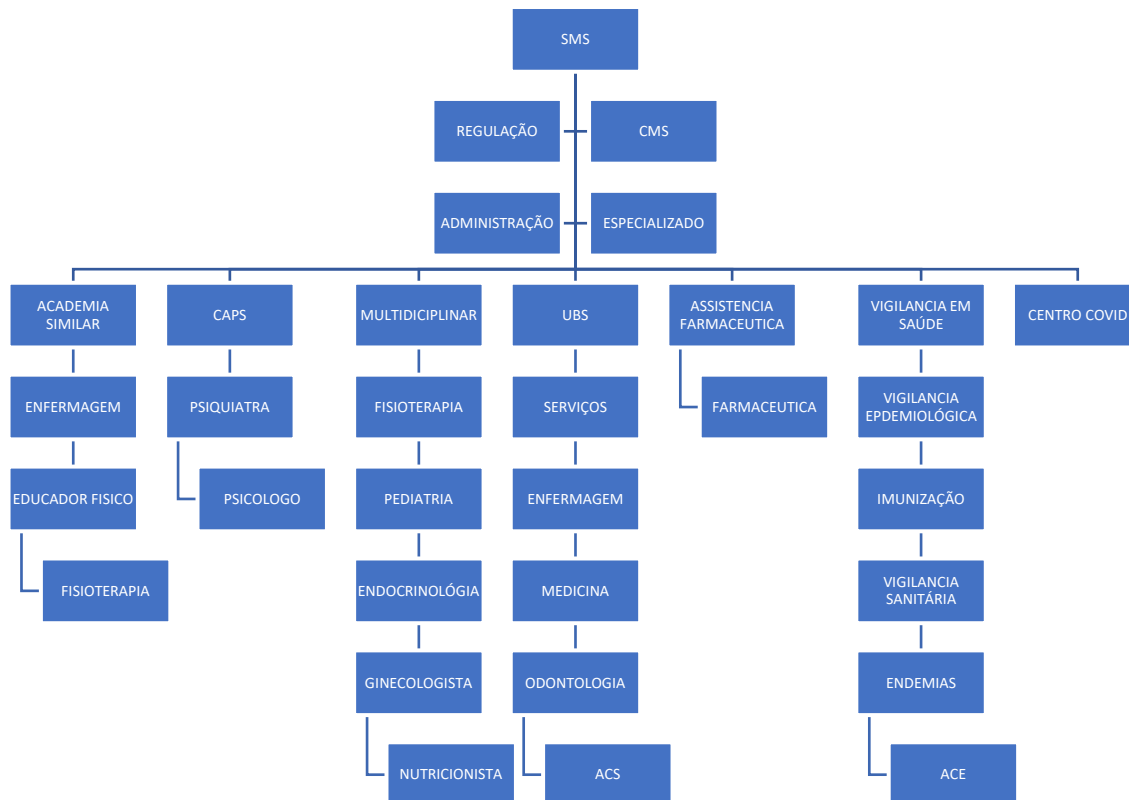 SMS
REGULAÇÃO
CMS
ADMINISTRAÇÃO
ESPECIALIZADO
ACADEMIA
SIMILAR
CAPS
MULTIDICIPLINAR
UBS
ASSISTENCIA
FARMACEUTICA
VIGILANCIA EM
SAÚDE
CENTRO COVID
ENFERMAGEM
PSIQUIATRA
FISIOTERAPIA
SERVIÇOS
FARMACEUTICA
VIGILANCIA
EPDEMIOLÓGICA
EDUCADOR FISICO
PSICOLOGO
PEDIATRIA
ENFERMAGEM
IMUNIZAÇÃO
FISIOTERAPIA
ENDOCRINOLÓGIA
MEDICINA
VIGILANCIA
SANITÁRIA
GINECOLOGISTA
ODONTOLOGIA
ENDEMIAS
NUTRICIONISTA
ACS
ACE